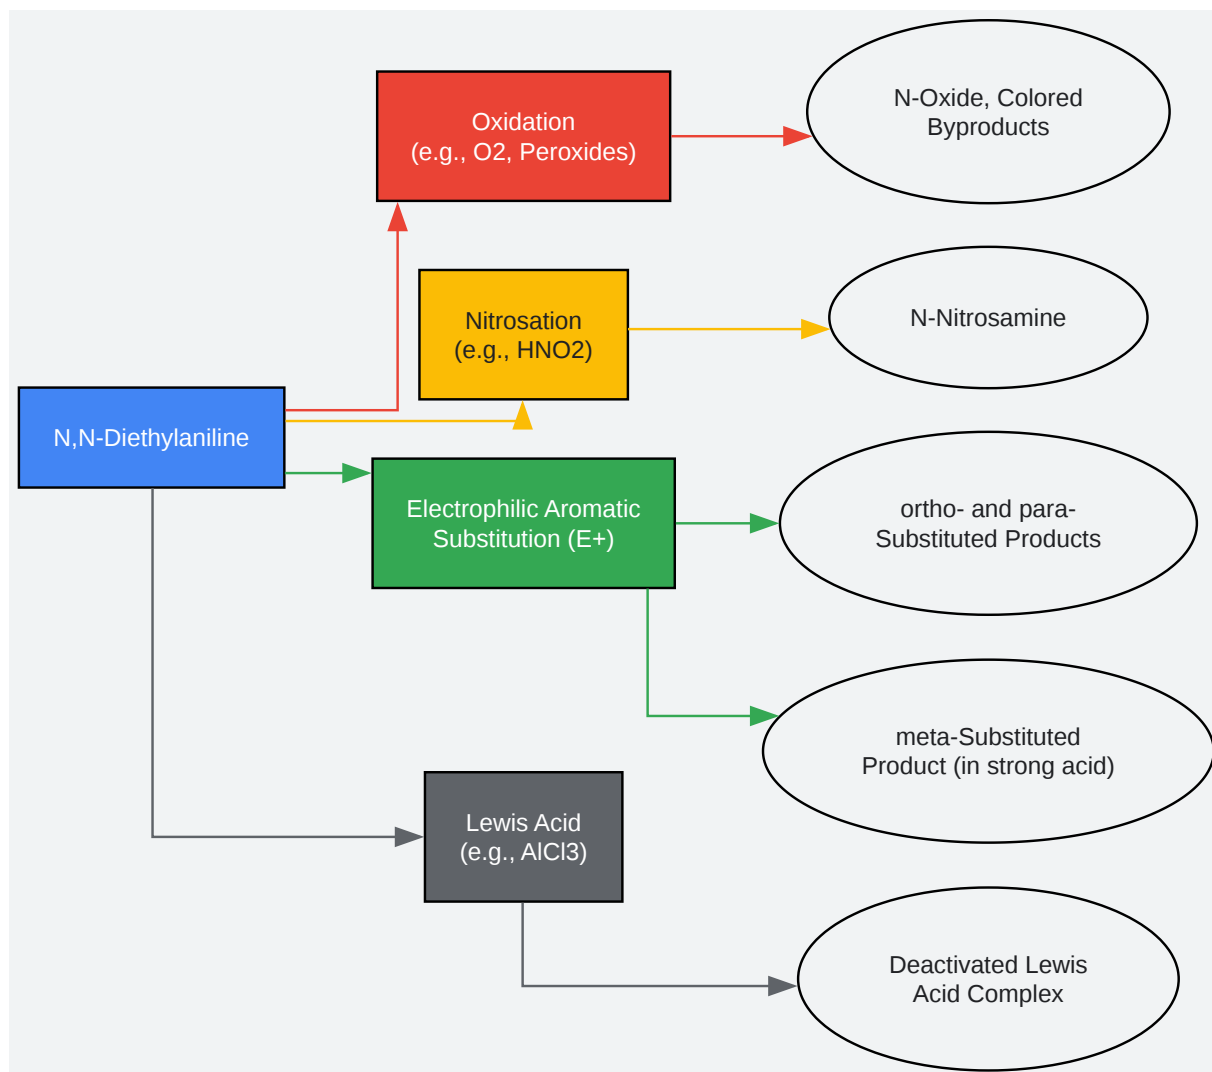 Oxidation
(e.g., O2, Peroxides)
N-Oxide, Colored
Byproducts
Nitrosation
(e.g., HNO2)
N-Nitrosamine
N,N-Diethylaniline
Electrophilic Aromatic
Substitution (E+)
ortho- and para-
Substituted Products
meta-Substituted
Product (in strong acid)
Lewis Acid
(e.g., AlCl3)
Deactivated Lewis
Acid Complex